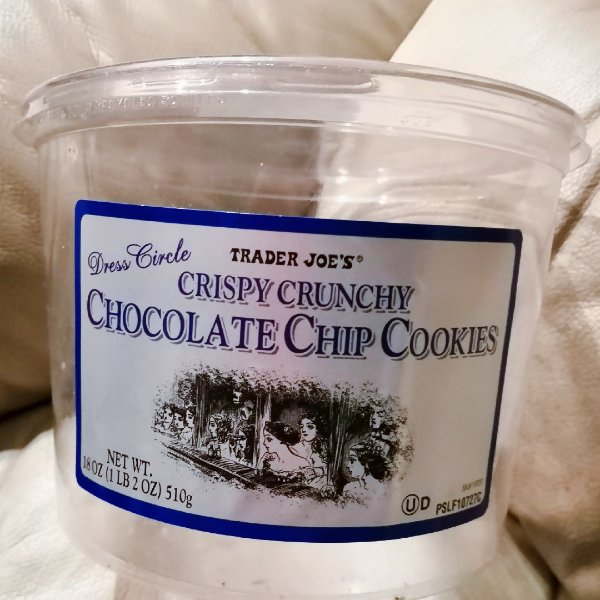 Dress Circle
TRADER JOE'S®
CRISPY CRUNCHY
CHOCOLATE CHIP COOKIES
NET WT.
18 OZ (1 LB 2 OZ) 510g
Ⓤ D
PSLF10727C